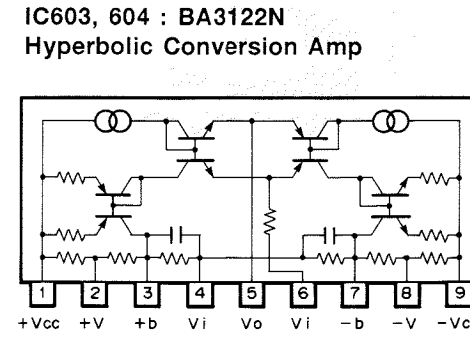 IC603, 604 : BA3122N
Hyperbolic Conversion Amp
1 2 3 4 5 6 7 8 9
+Vcc +V +b Vi Vo Vi -b -V -Vc